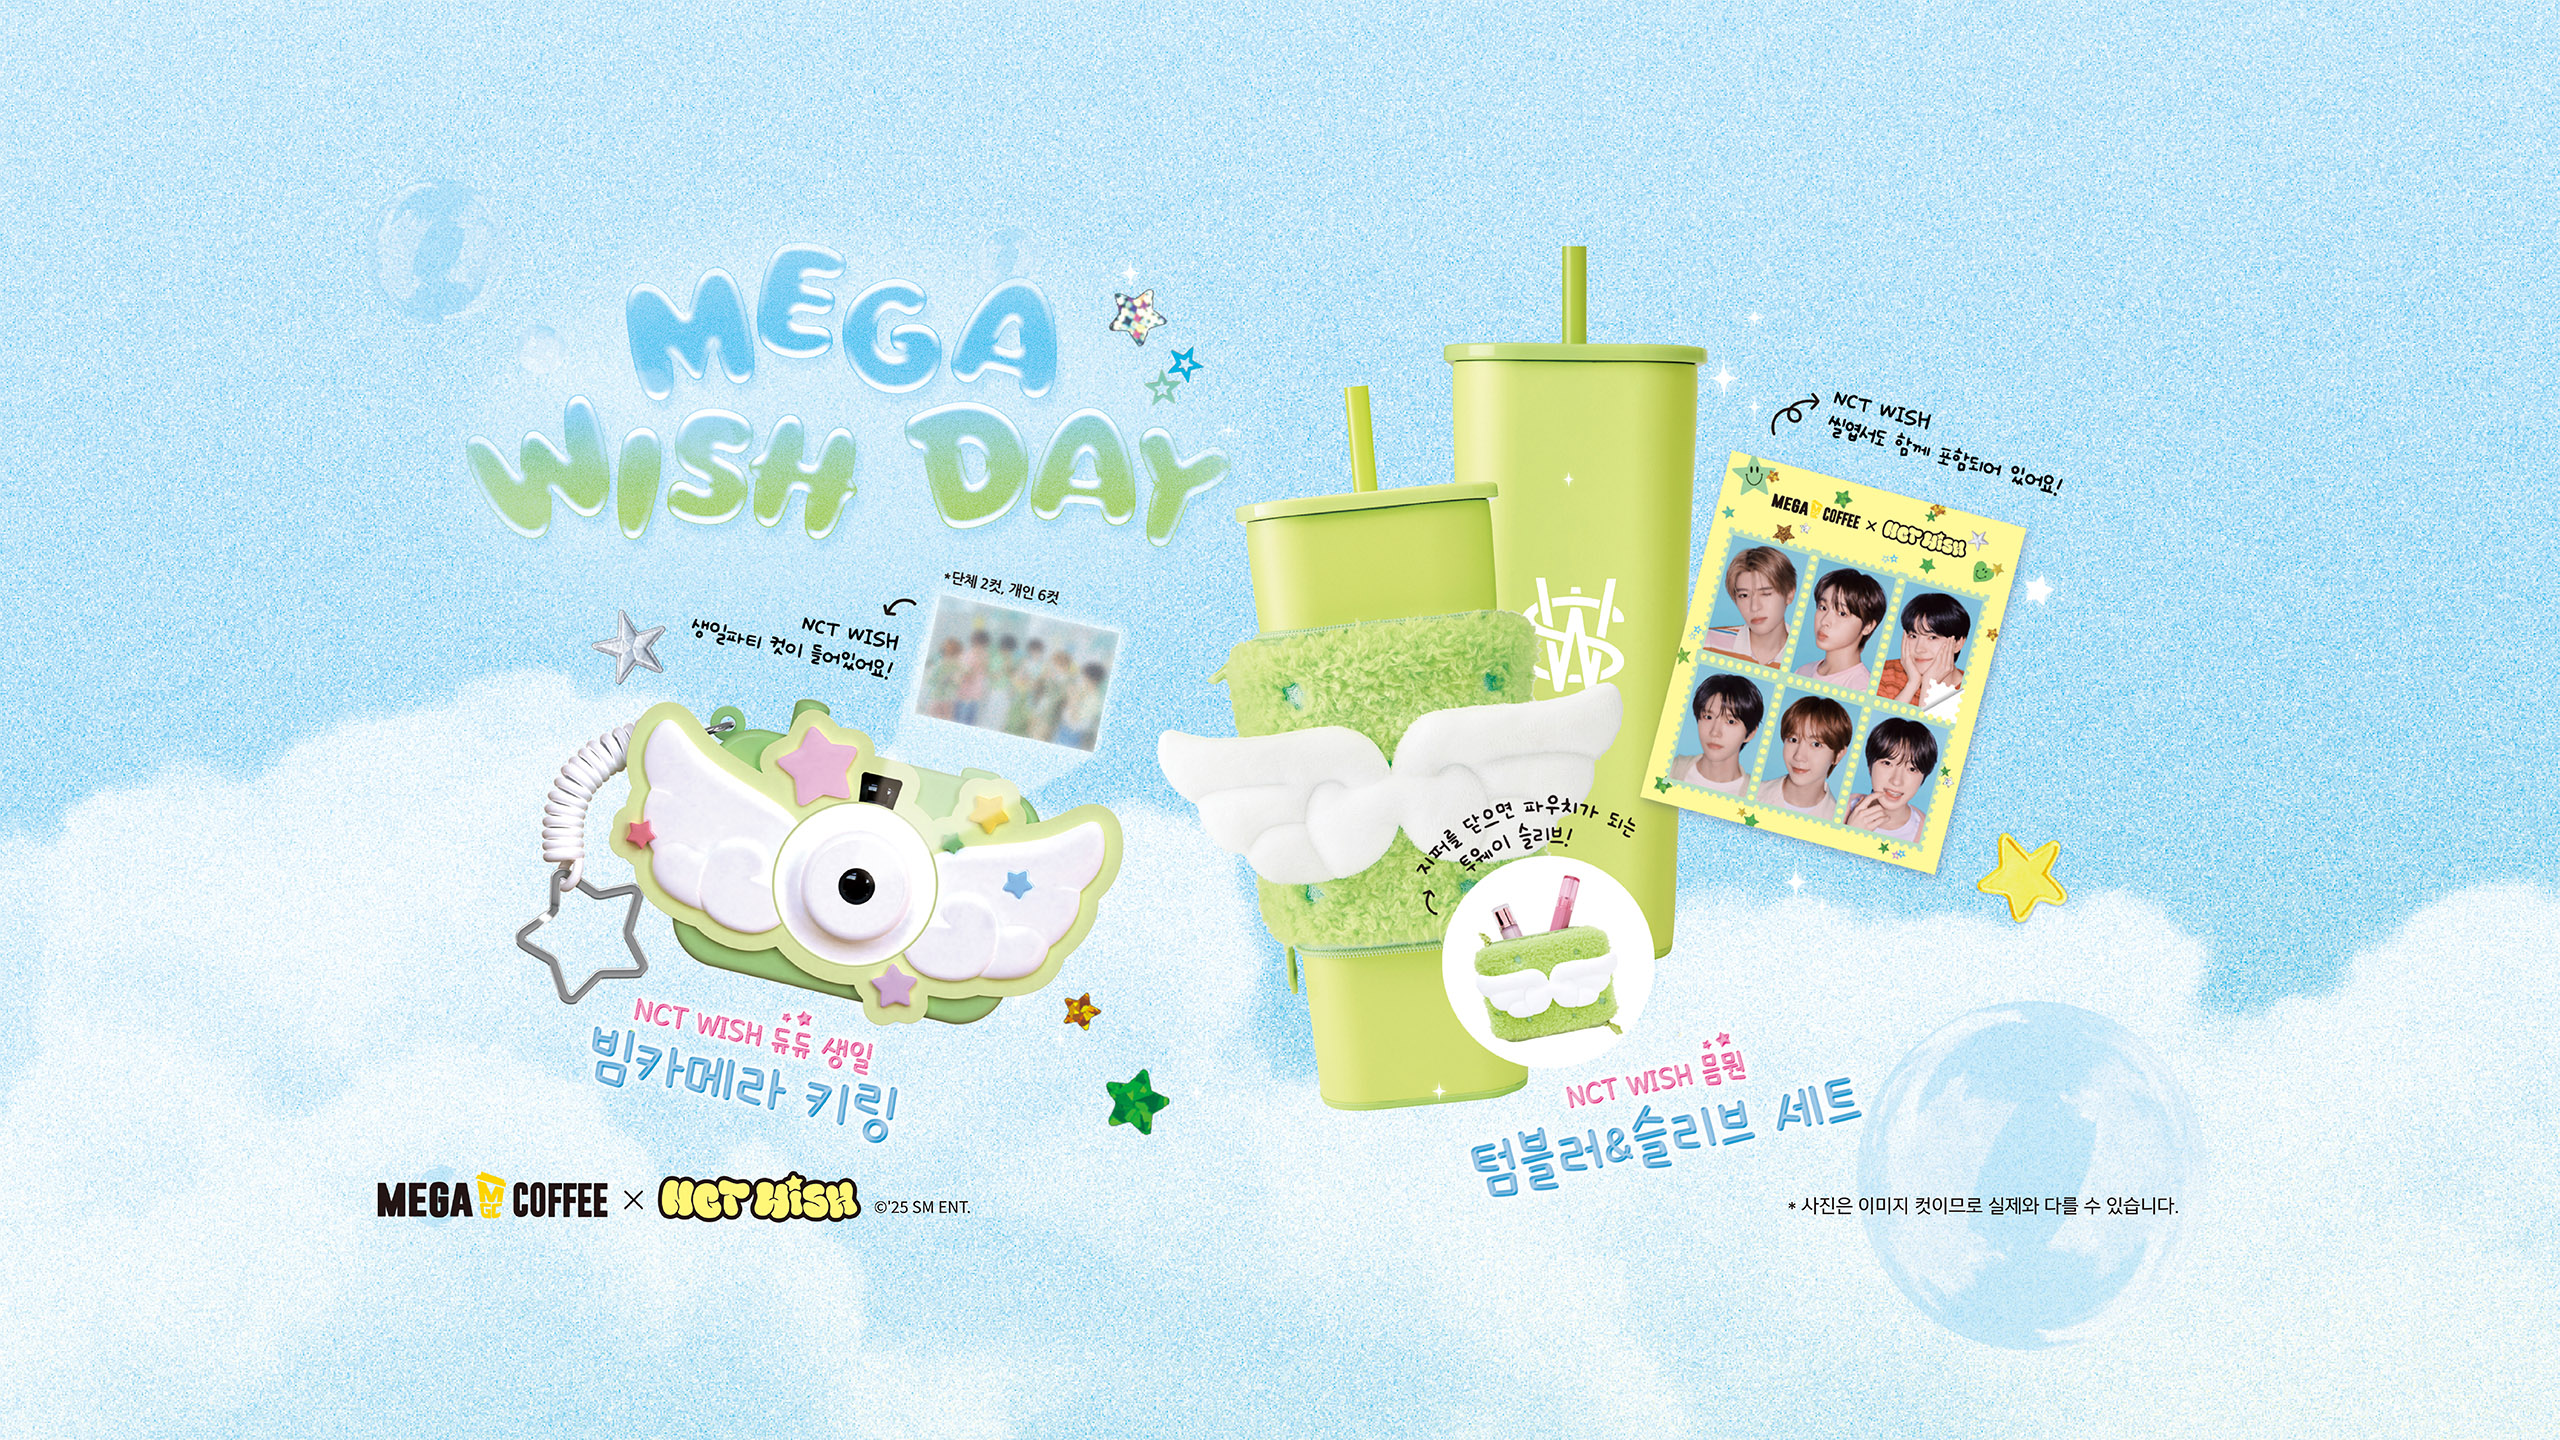 MEGA
WISH DAY
*단체 2컷, 개인 6컷
NCT WISH
생일파티 컷이 들어있어요!
NCT WISH 듀듀 생일
빔카메라 키링
NCT WISH
씰엽서도 함께 포함되어 있어요!
MEGA MGC COFFEE × NCT WISH
WISH
지퍼를 닫으면 파우치가 되는
투웨이 슬리브!
NCT WISH 믐뭔
텀블러&슬리브 세트
MEGA MGC COFFEE × NCT WISH ©'25 SM ENT.
* 사진은 이미지 컷이므로 실제와 다를 수 있습니다.